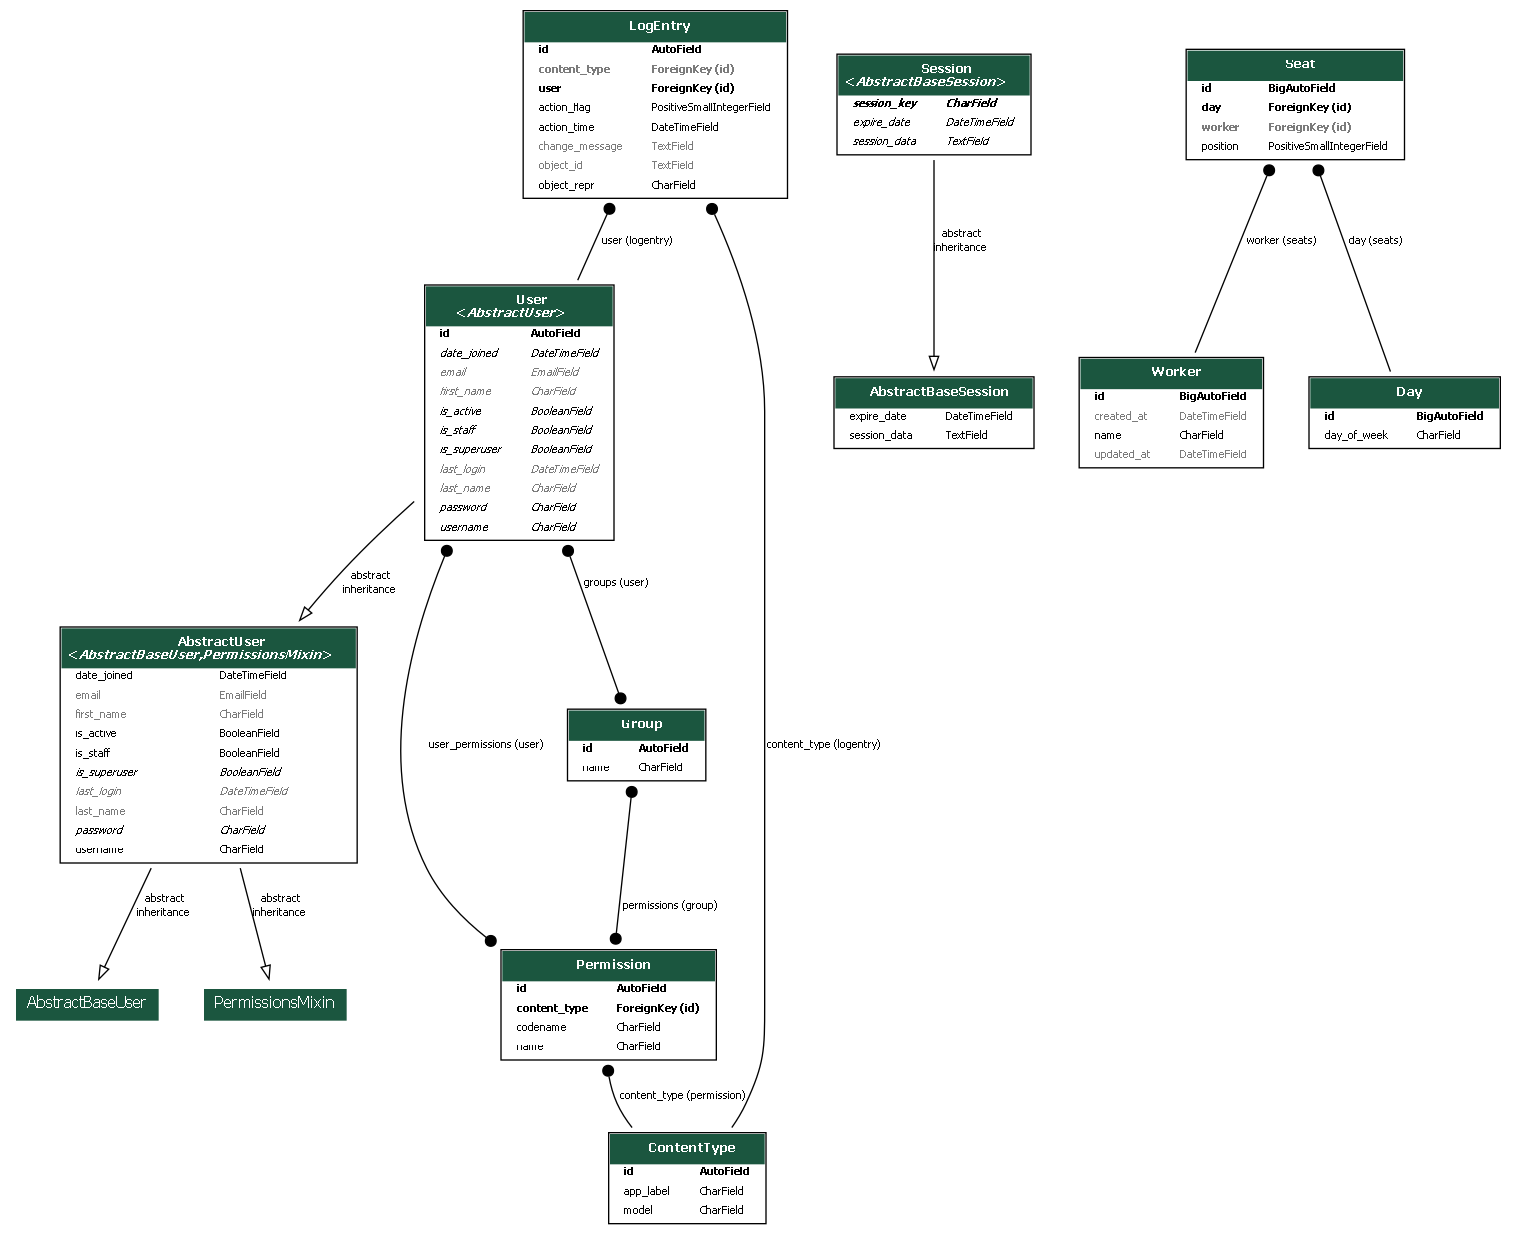 LogEntry
id AutoField
content_type ForeignKey (id)
user ForeignKey (id)
action_flag PositiveSmallIntegerField
action_time DateTimeField
change_message TextField
object_id TextField
object_repr CharField
Session
<AbstractBaseSession>
session_key CharField
expire_date DateTimeField
session_data TextField
Seat
id BigAutoField
day ForeignKey (id)
worker ForeignKey (id)
position PositiveSmallIntegerField
user (logentry)
abstract
inheritance
worker (seats)
day (seats)
User
<AbstractUser>
id AutoField
date_joined DateTimeField
email EmailField
first_name CharField
is_active BooleanField
is_staff BooleanField
is_superuser BooleanField
last_login DateTimeField
last_name CharField
password CharField
username CharField
AbstractBaseSession
expire_date DateTimeField
session_data TextField
Worker
id BigAutoField
created_at DateTimeField
name CharField
updated_at DateTimeField
Day
id BigAutoField
day_of_week CharField
abstract
inheritance
groups (user)
AbstractUser
<AbstractBaseUser,PermissionsMixin>
date_joined DateTimeField
email EmailField
first_name CharField
is_active BooleanField
is_staff BooleanField
is_superuser BooleanField
last_login DateTimeField
last_name CharField
password CharField
username CharField
user_permissions (user)
Group
id AutoField
name CharField
content_type (logentry)
abstract
inheritance
abstract
inheritance
permissions (group)
AbstractBaseUser
PermissionsMixin
Permission
id AutoField
content_type ForeignKey (id)
codename CharField
name CharField
content_type (permission)
ContentType
id AutoField
app_label CharField
model CharField